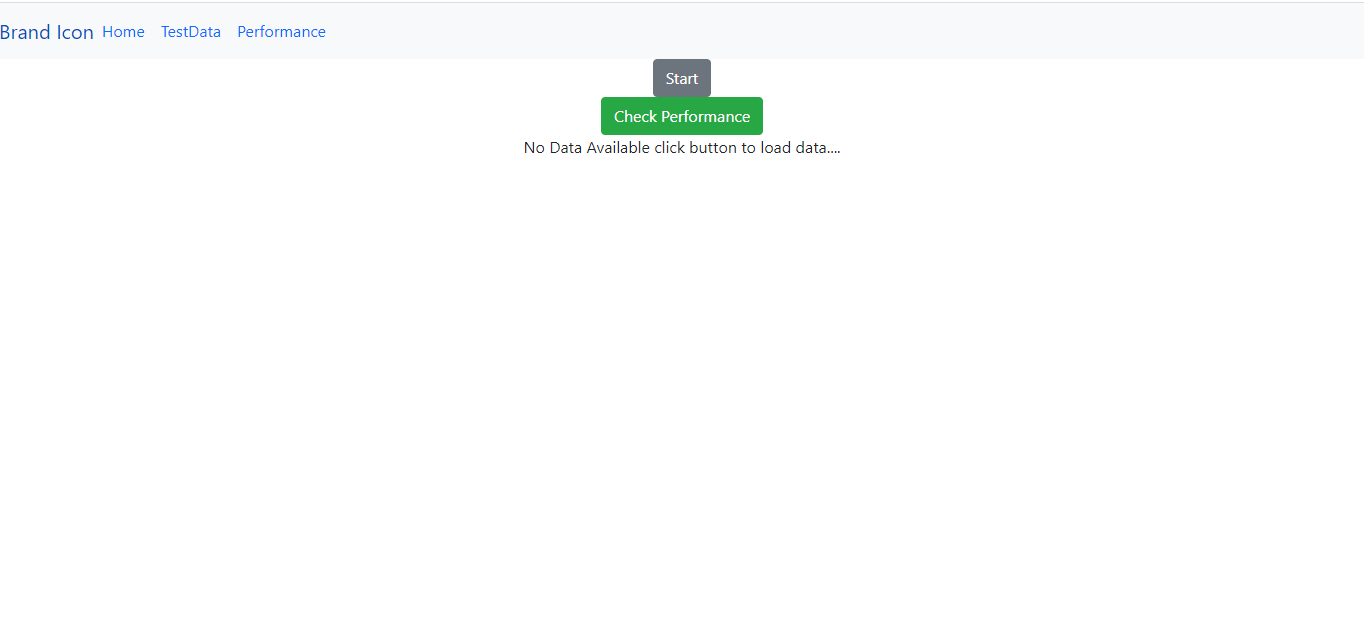 Brand Icon Home TestData Performance
Start
Check Performance
No Data Available click button to load data....